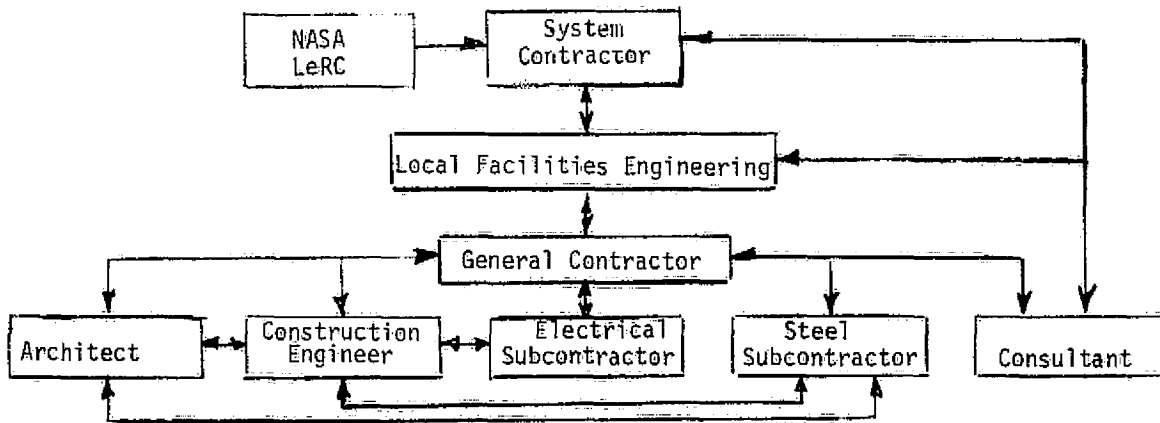 NASA
LeRC
System
Contractor
Local Facilities Engineering
General Contractor
Architect
Construction
Engineer
Electrical
Subcontractor
Steel
Subcontractor
Consultant